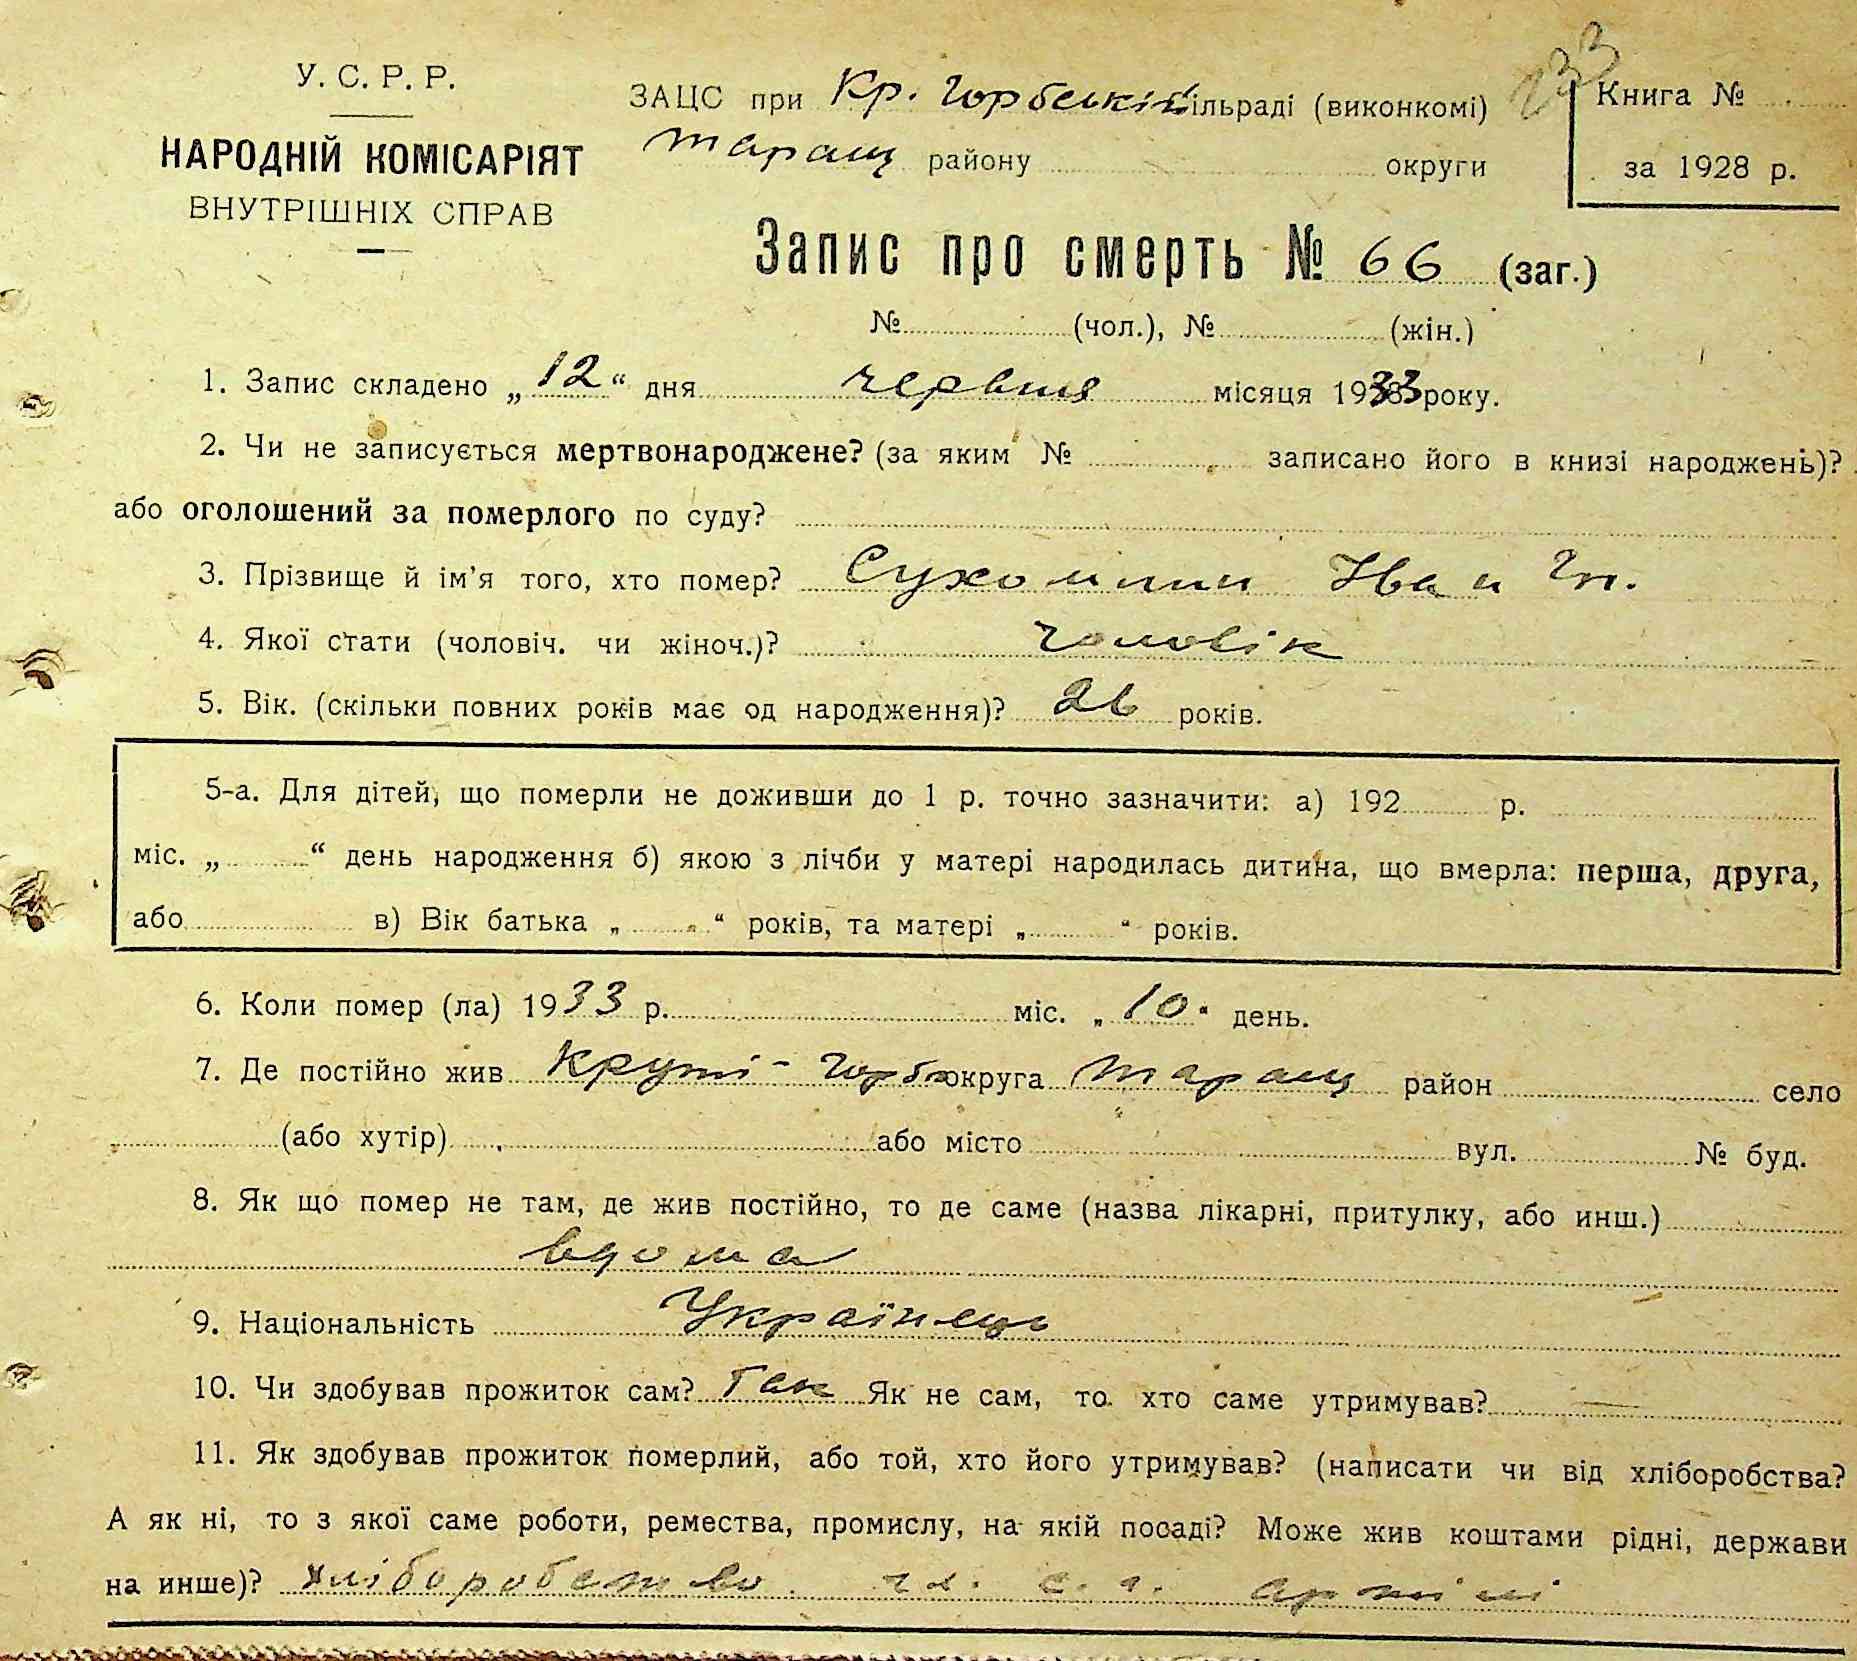 У. С. Р. Р.
НАРОДНІЙ КОМІСАРІЯТ
ВНУТРІШНІХ СПРАВ
133
ЗАЦС при Кр. Горбській сільраді (виконкомі)
Таращ району округи
Книга №
за 1928 р.
Запис про смерть № 66 (заг.)
№ (чол.), № (жін.)
1. Запис складено „12“ дня червня місяця 1933 року.
2. Чи не записується мертвонароджене? (за яким № записано його в книзі народжень)?
або оголошений за померлого по суду?
3. Прізвище й ім’я того, хто помер? Сухомлин Іван Гн.
4. Якої стати (чоловіч. чи жіноч.)? чоловік
5. Вік. (скільки повних років має од народження)? 26 років.
5-а. Для дітей, що померли не доживши до 1 р. точно зазначити: а) 192 р.
міс. „ “ день народження б) якою з лічби у матері народилась дитина, що вмерла: перша, друга,
або в) Вік батька „ “ років, та матері „ “ років.
6. Коли помер (ла) 1933 р. міс. „10“ день.
7. Де постійно жив Круті-Горби округа Таращ район село
(або хутір) або місто вул. № буд.
8. Як що помер не там, де жив постійно, то де саме (назва лікарні, притулку, або инш.)
вдома
9. Національність Українець
10. Чи здобував прожиток сам? Так Як не сам, то хто саме утримував? —
11. Як здобував прожиток померлий, або той, хто його утримував? (написати чи від хліборобства?
А як ні, то з якої саме роботи, ремества, промислу, на якій посаді? Може жив коштами рідні, держави
на инше)? хліборобство чл. с. г. артілі